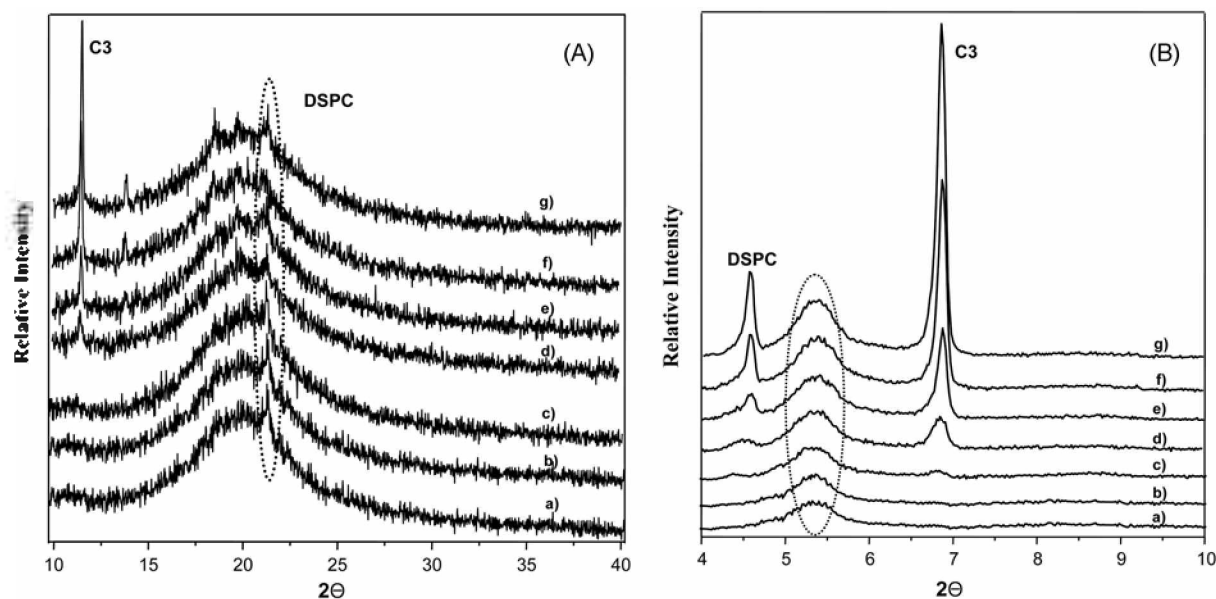 (A)
C3
DSPC
g)
f)
e)
d)
c)
b)
a)
Relative Intensity
10 15 20 25 30 35 40
2Θ
(B)
C3
DSPC
g)
f)
e)
d)
c)
b)
a)
Relative Intensity
4 5 6 7 8 9 10
2Θ